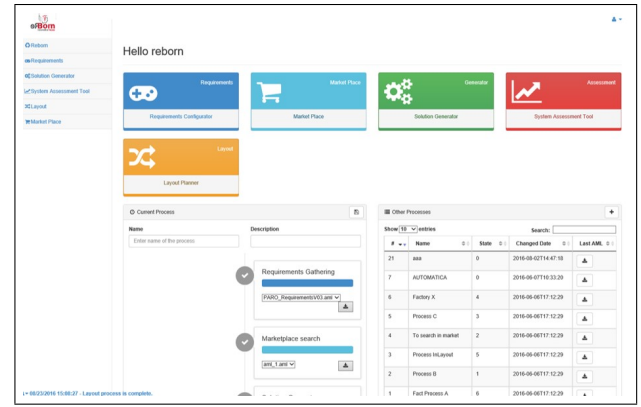 reBorn
Reborn
Requirements
Solution Generator
System Assessment Tool
Layout
Market Place
Hello reborn
Requirements
Requirements Configurator
Market Place
Market Place
Generator
Solution Generator
Assessment
System Assessment Tool
Layout
Layout Planner
Current Process
Name
Description
Enter name of the process
Requirements Gathering
PARO_RequirementsV03.aml
Marketplace search
aml_1.aml
Other Processes
Show 10 entries
Search:
# Name State Changed Date Last AML
21 aaa 0 2016-08-02T14:47:18
7 AUTOMATICA 0 2016-06-07T10:33:20
6 Factory X 4 2016-06-06T17:12:29
5 Process C 3 2016-06-06T17:12:29
4 To search in market 2 2016-06-06T17:12:29
3 Process InLayout 5 2016-06-06T17:12:29
2 Process B 1 2016-06-06T17:12:29
1 Fact Process A 6 2016-06-06T17:12:29
08/23/2016 15:08:27 - Layout process is complete.